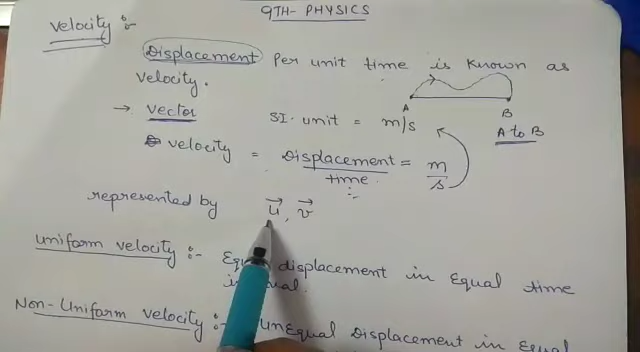 9TH- PHYSICS
Velocity :-
Displacement Per unit time is known as
velocity.
→ Vector
SI. unit = m/s
A
B
A to B
velocity = Displacement = m
time. s
represented by u, v
Uniform velocity :- Equal displacement in Equal time
Non-Uniform velocity :- UnEqual Displacement in Equal